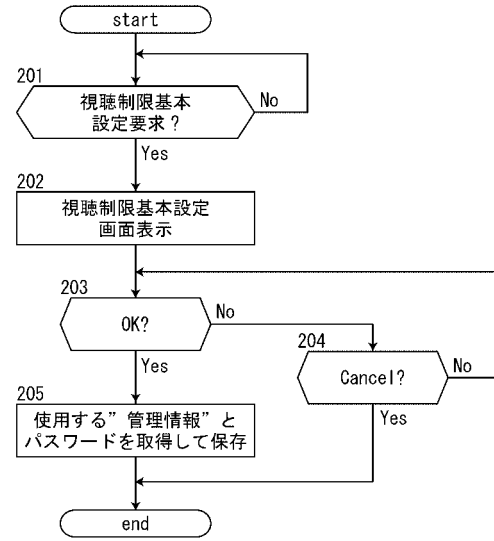 start
201
視聴制限基本
設定要求？
No
Yes
202
視聴制限基本設定
画面表示
203
OK?
No
204
Yes
Cancel?
No
205
Yes
使用する”管理情報”と
パスワードを取得して保存
end